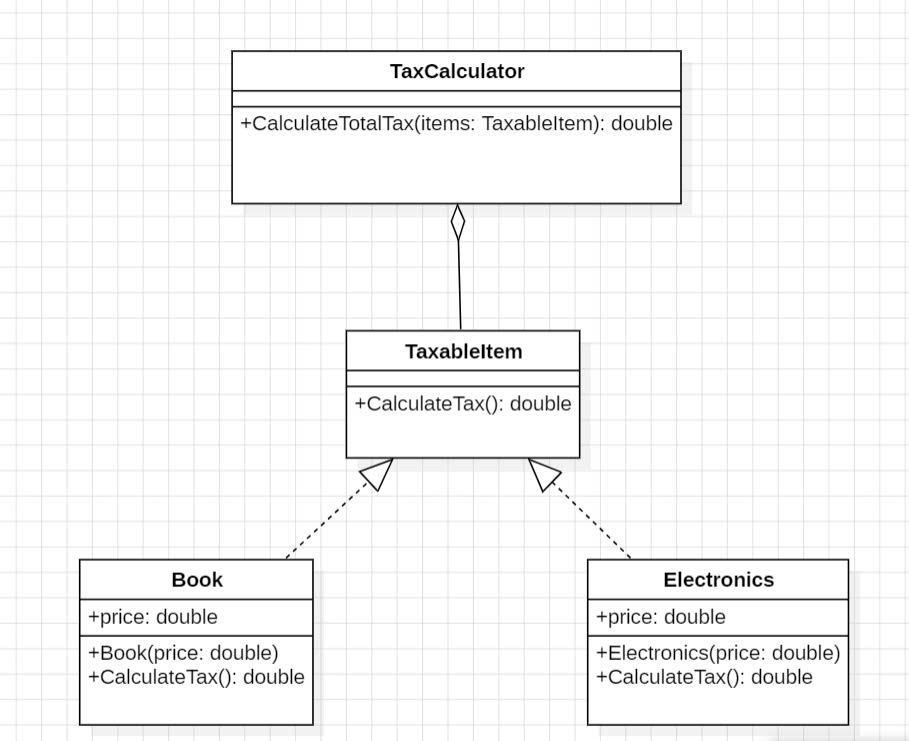 TaxCalculator
+CalculateTotalTax(items: TaxableItem): double
TaxableItem
+CalculateTax(): double
Book
+price: double
+Book(price: double)
+CalculateTax(): double
Electronics
+price: double
+Electronics(price: double)
+CalculateTax(): double